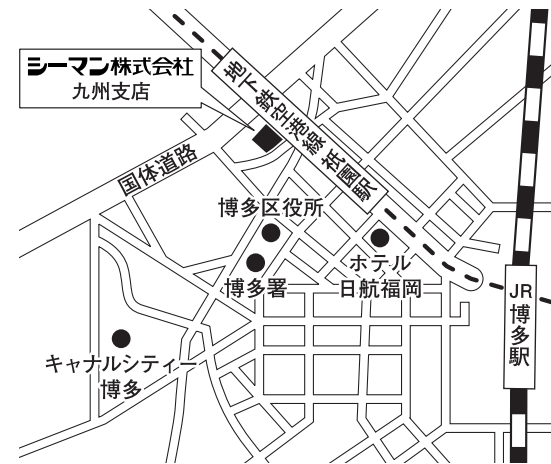 シーマン株式会社
九州支店
地下鉄空港線祇園駅
国体道路
博多区役所
博多署
ホテル
日航福岡
JR
博多駅
キャナルシティー
博多